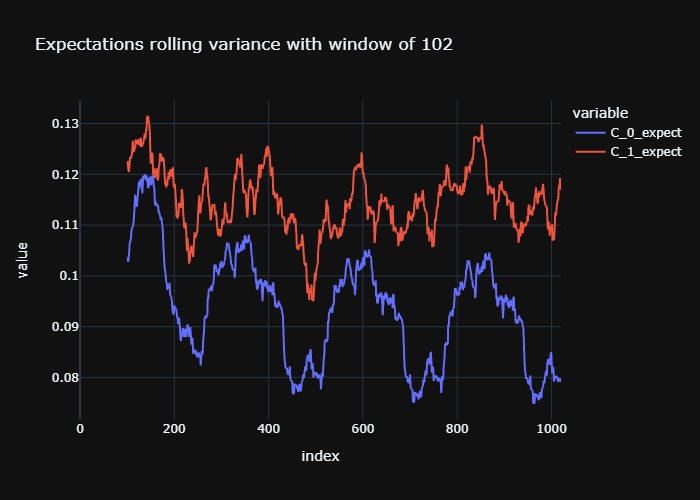 Expectations rolling variance with window of 102
variable
C_0_expect
C_1_expect
0.13
0.12
0.11
0.1
0.09
0.08
value
0 200 400 600 800 1000
index